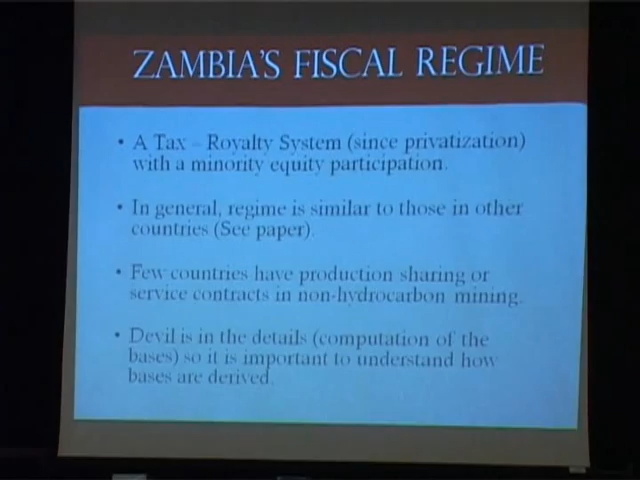 ZAMBIA'S FISCAL REGIME
• A Tax – Royalty System (since privatization)
with a minority equity participation.
• In general, regime is similar to those in other
countries (See paper).
• Few countries have production sharing or
service contracts in non-hydrocarbon mining.
• Devil is in the details (computation of the
bases) so it is important to understand how
bases are derived.